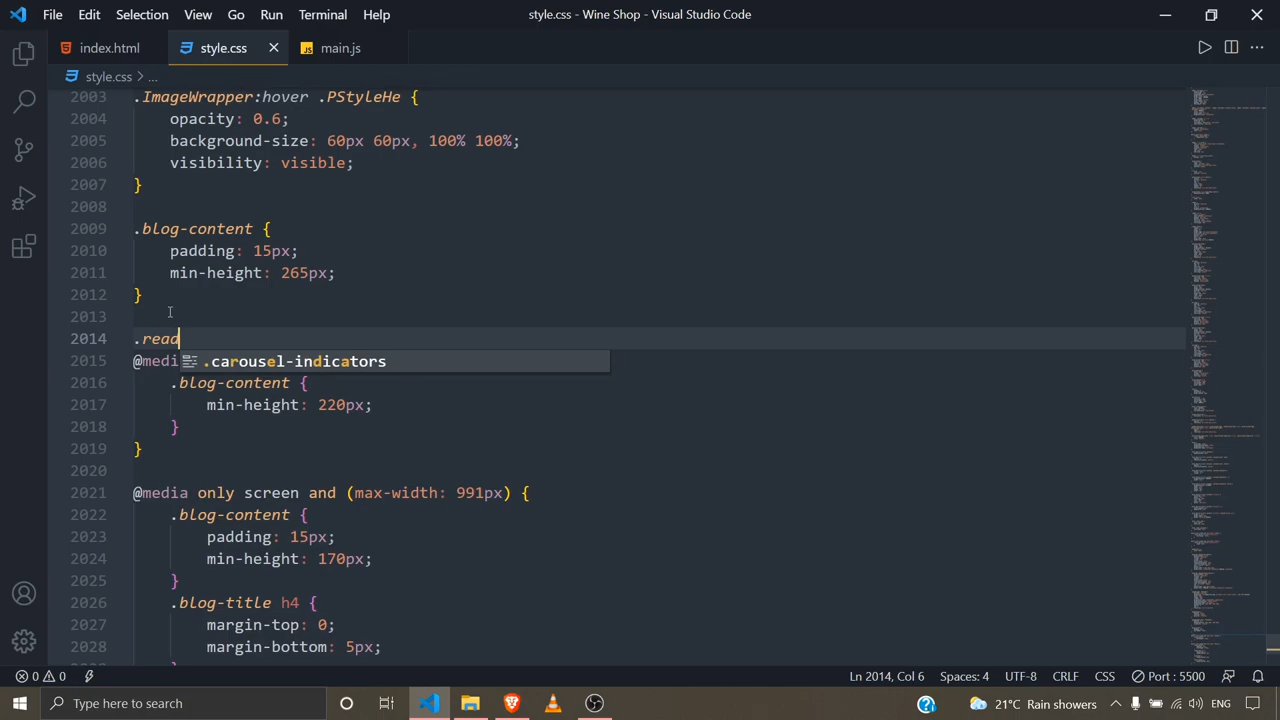 File Edit Selection View Go Run Terminal Help style.css - Wine Shop - Visual Studio Code
index.html style.css main.js
style.css > ...
2003 .ImageWrapper:hover .PStyleHe {
2004 opacity: 0.6;
2005 background-size: 60px 60px, 100% 100%;
2006 visibility: visible;
2007 }
2008
2009 .blog-content {
2010 padding: 15px;
2011 min-height: 265px;
2012 }
2013
2014 .read
2015 @medi .carousel-indicators
2016 .blog-content {
2017 min-height: 220px;
2018 }
2019 }
2020
2021 @media only screen and (max-width: 991px) {
2022 .blog-content {
2023 padding: 15px;
2024 min-height: 170px;
2025 }
2026 .blog-title h4 {
2027 margin-top: 0;
2028 margin-bottom: 5px;
0 0 Ln 2014, Col 6 Spaces: 4 UTF-8 CRLF CSS Port : 5500
Type here to search 21°C Rain showers ENG